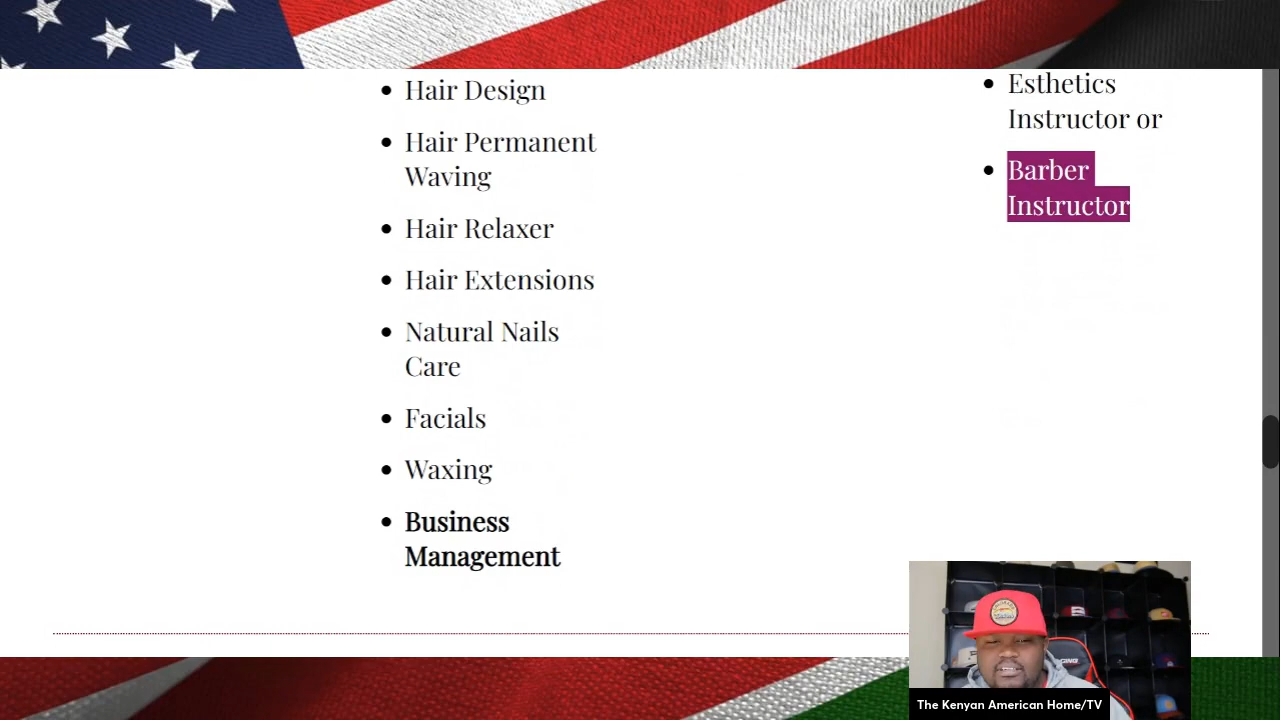 Hair Design
Hair Permanent
Waving
Hair Relaxer
Hair Extensions
Natural Nails
Care
Facials
Waxing
Business
Management
Esthetics
Instructor or
Barber
Instructor
The Kenyan American Home/TV